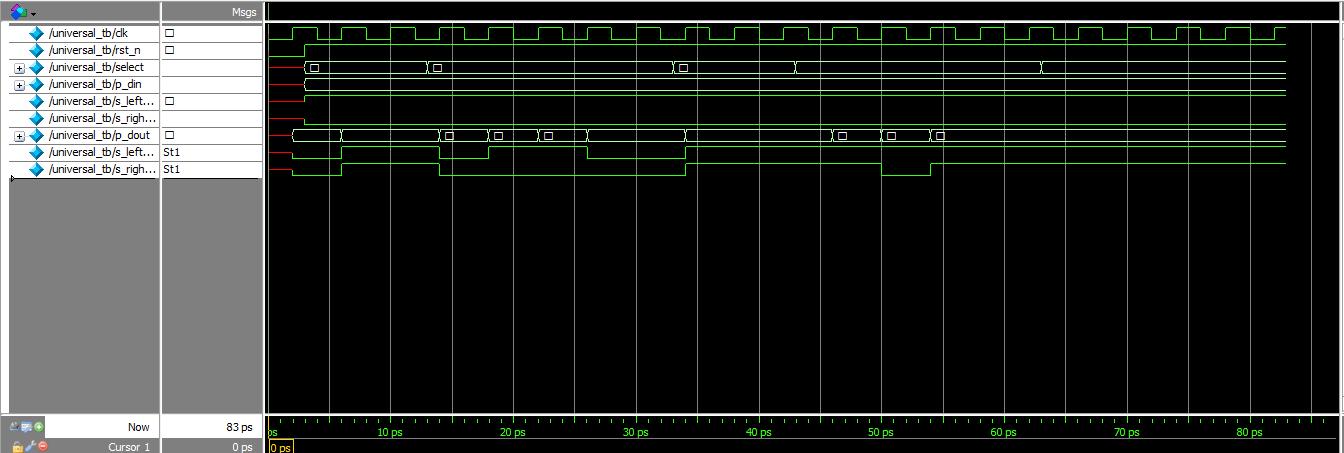 Msgs
/universal_tb/clk
/universal_tb/rst_n
/universal_tb/select
/universal_tb/p_din
/universal_tb/s_left...
/universal_tb/s_righ...
/universal_tb/p_dout
/universal_tb/s_left... St1
/universal_tb/s_righ... St1
Now 83 ps
ps 10 ps 20 ps 30 ps 40 ps 50 ps 60 ps 70 ps 80 ps
Cursor 1 0 ps 0 ps